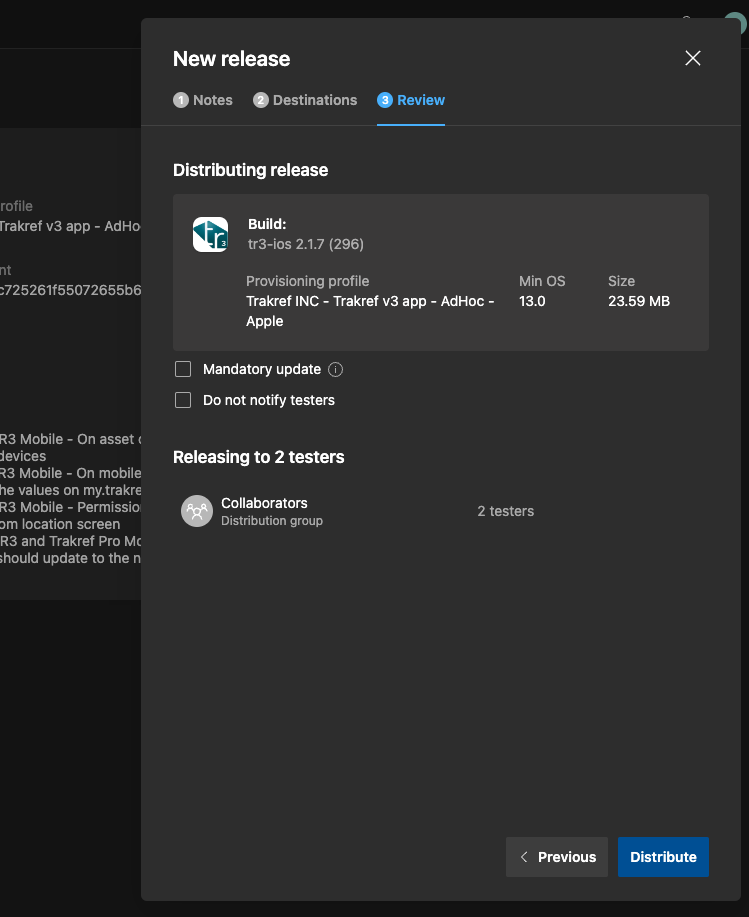 New release
1 Notes
2 Destinations
3 Review
Distributing release
tr 3
Build:
tr3-ios 2.1.7 (296)
Provisioning profile
Trakref INC - Trakref v3 app - AdHoc -
Apple
Min OS
13.0
Size
23.59 MB
Mandatory update
Do not notify testers
Releasing to 2 testers
Collaborators
Distribution group
2 testers
Previous
Distribute
rofile
Trakref v3 app - AdHo
nt
c725261f55072655b6
R3 Mobile - On asset
devices
R3 Mobile - On mobile
he values on my.trakre
R3 Mobile - Permissio
om location screen
R3 and Trakref Pro Mo
should update to the n